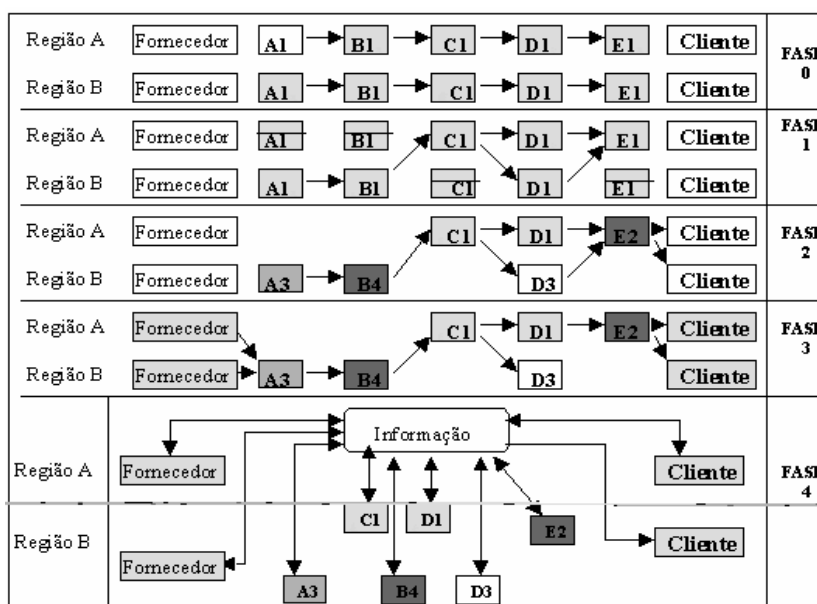 Região A Fornecedor A1 B1 C1 D1 E1 Cliente
FASE 0
Região B Fornecedor A1 B1 C1 D1 E1 Cliente
Região A A1 B1 C1 D1 E1 Cliente
FASE 1
Região B Fornecedor A1 B1 C1 D1 E1 Cliente
Região A Fornecedor C1 D1 E2 Cliente
FASE 2
Região B Fornecedor A3 B4 D3 Cliente
Região A Fornecedor C1 D1 E2 Cliente
FASE 3
Região B Fornecedor A3 B4 D3 Cliente
Informação
Região A Fornecedor Cliente
FASE 4
C1 D1
E2
Região B Cliente
Fornecedor
A3 B4 D3